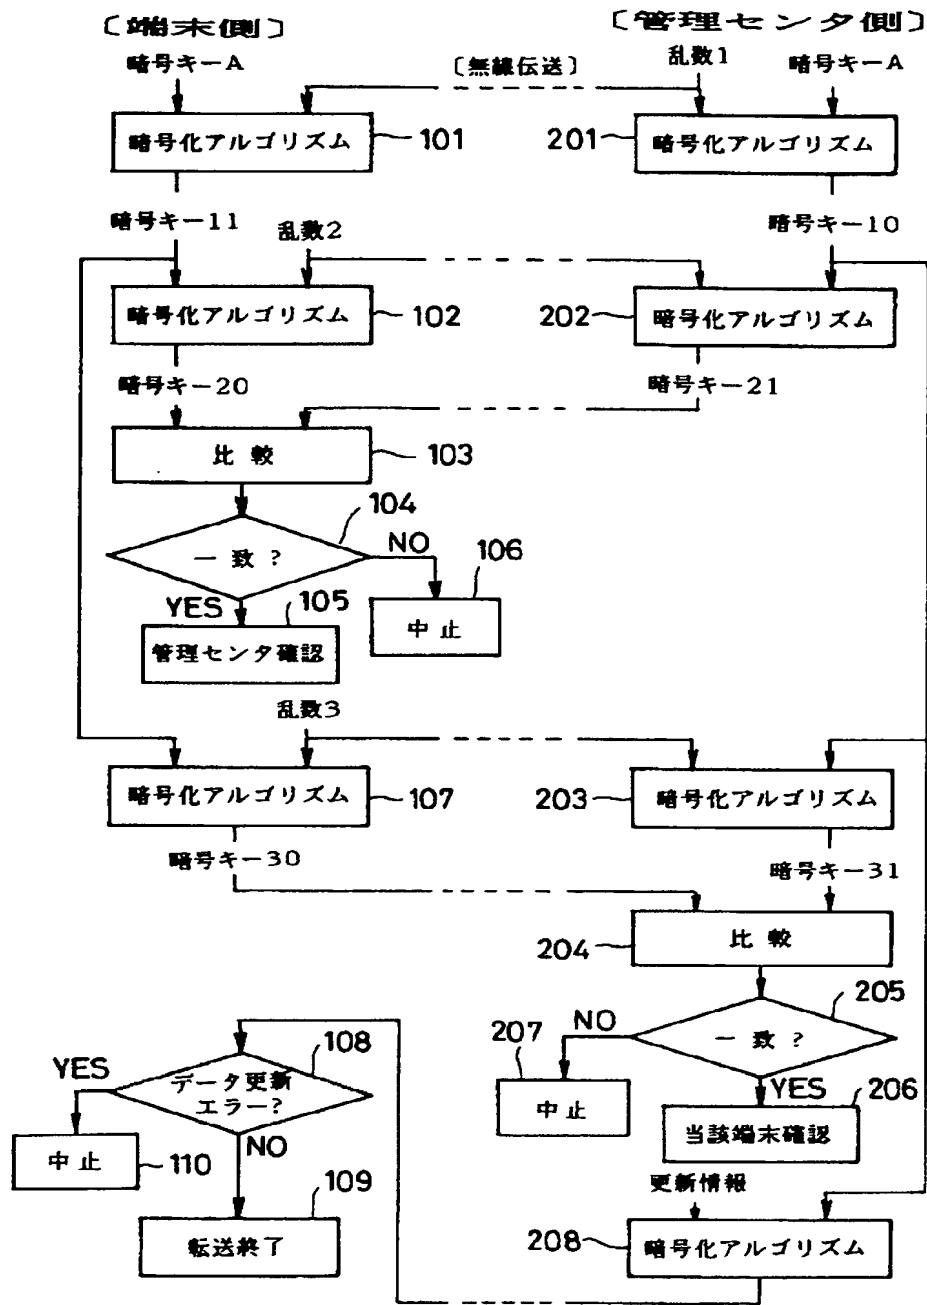 〔端末側〕
〔管理センタ側〕
暗号キーA
〔無線伝送〕
乱数1
暗号キーA
暗号化アルゴリズム
101
201
暗号化アルゴリズム
暗号キー11
乱数2
暗号キー10
暗号化アルゴリズム
102
202
暗号化アルゴリズム
暗号キー20
暗号キー21
比較
103
104
一致?
NO
106
YES
105
中止
管理センタ確認
乱数3
暗号化アルゴリズム
107
203
暗号化アルゴリズム
暗号キー30
暗号キー31
204
比較
205
207
NO
一致?
YES
108
データ更新
エラー?
YES
206
中止
当該端末確認
NO
中止
110
109
更新情報
転送終了
208
暗号化アルゴリズム